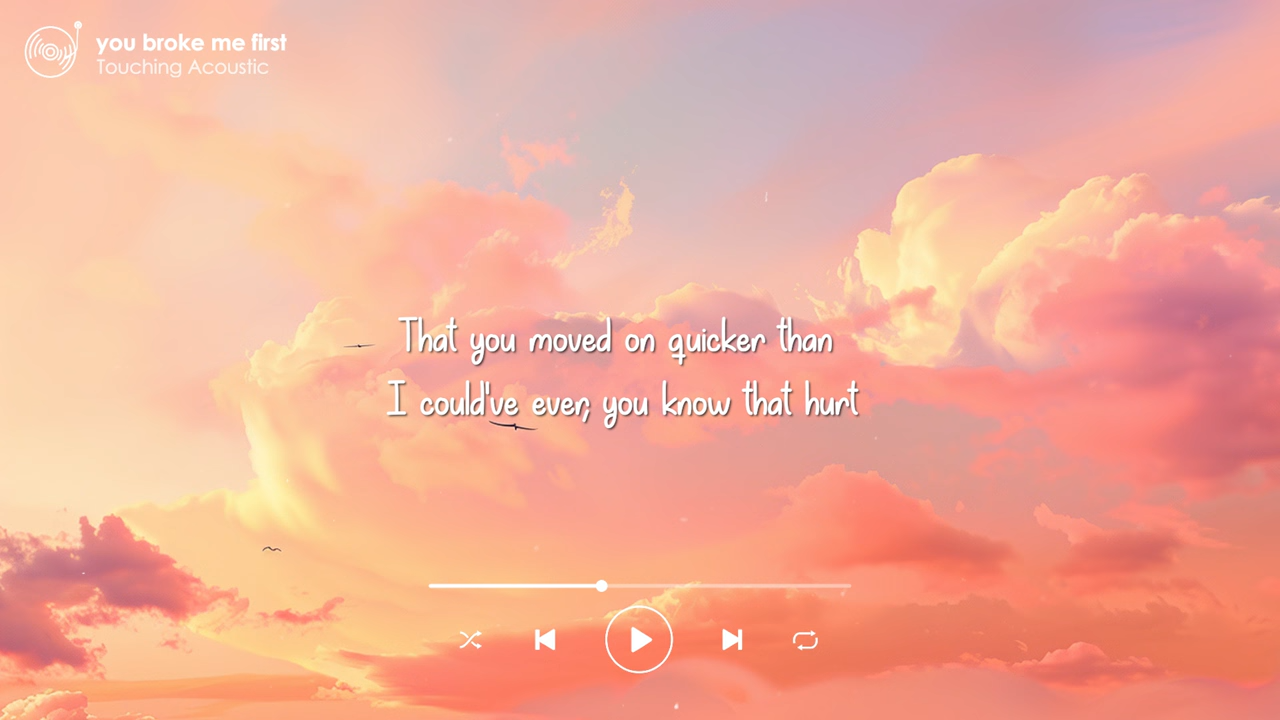 you broke me first
Touching Acoustic
That you moved on quicker than
I could've ever, you know that hurt